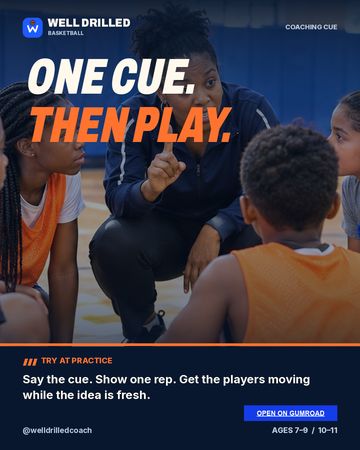 WELL DRILLED
BASKETBALL
COACHING CUE
ONE CUE.
THEN PLAY.
TRY AT PRACTICE
Say the cue. Show one rep. Get the players moving
while the idea is fresh.
OPEN ON GUMROAD
@welldrilledcoach
AGES 7–9 / 10–11